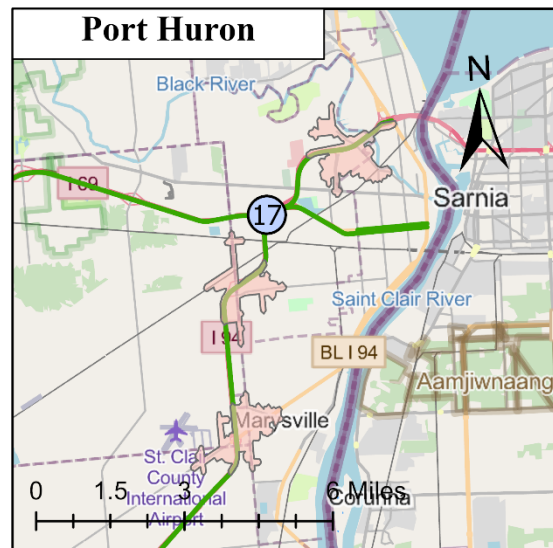 Port Huron
Black River
N
I 69
17
Sarnia
Saint Clair River
I 94
BL I 94
Aamjiwnaang
Marysville
St. Cla
County
International
Airport
0 1.5 3 6 Miles
Corunna